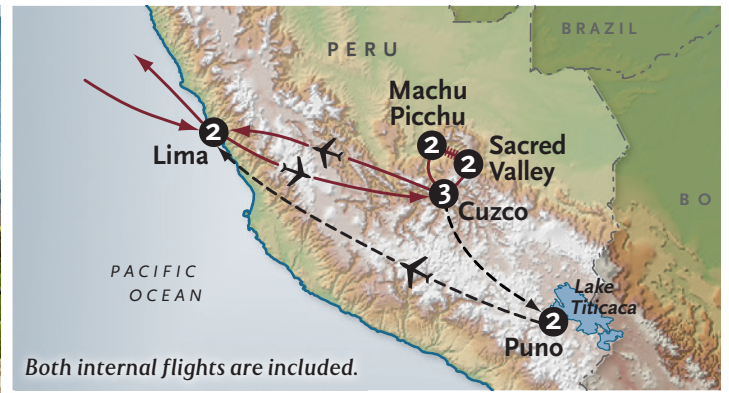 BRAZIL
PERU
Machu
Picchu
2
Sacred
Valley
2
2
Lima
3
Cuzco
BO
PACIFIC
OCEAN
Lake
Titicaca
2
Puno
Both internal flights are included.